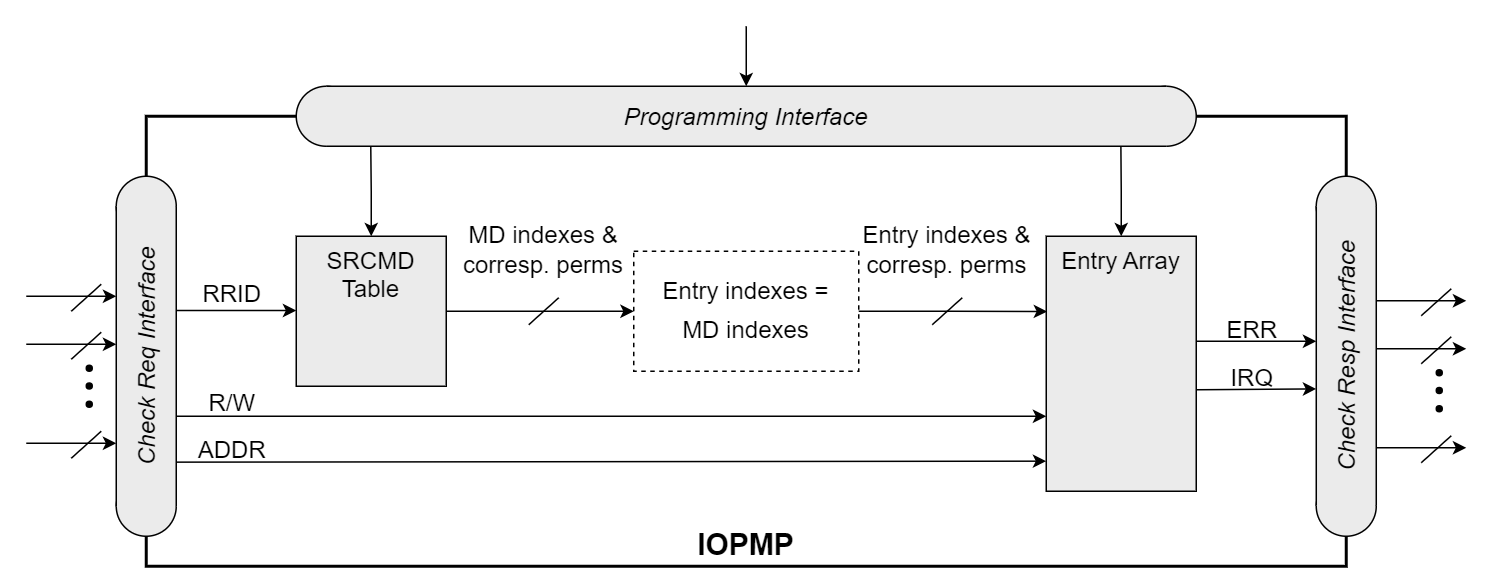 Programming Interface
Check Req Interface
RRID
SRCMD
Table
MD indexes &
corresp. perms
Entry indexes =
MD indexes
Entry indexes &
corresp. perms
Entry Array
ERR
IRQ
R/W
ADDR
Check Resp Interface
IOPMP